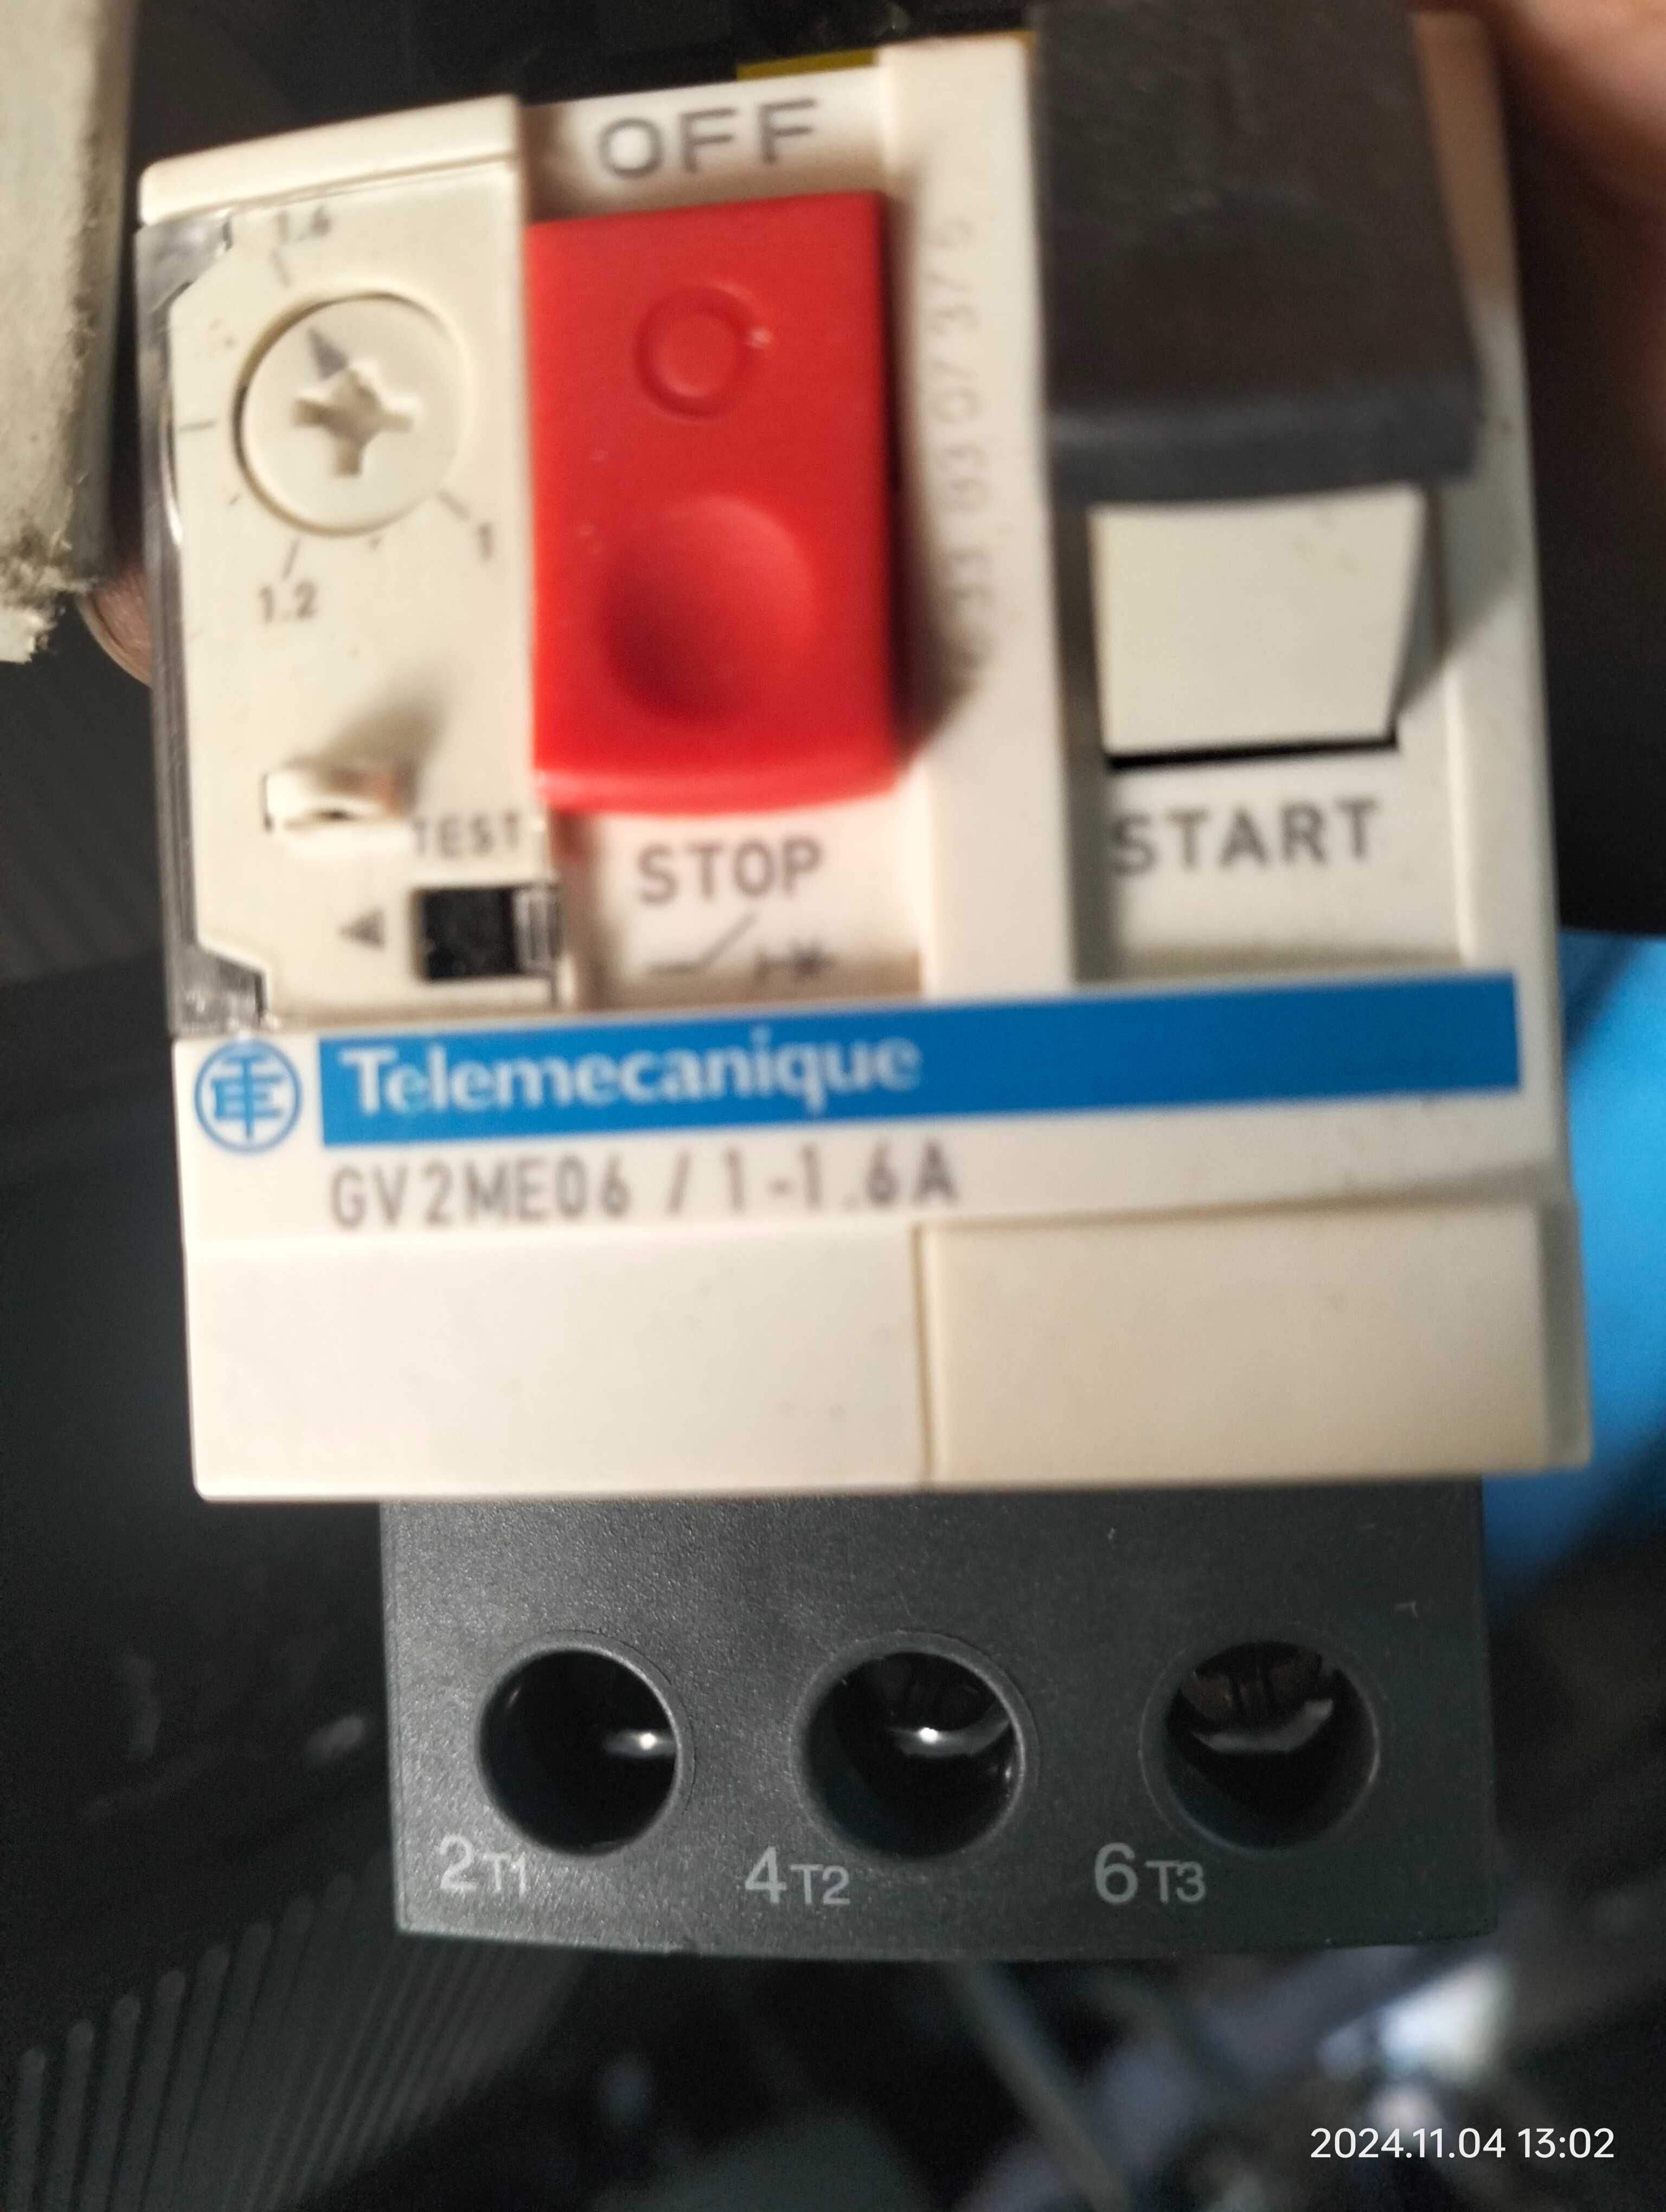 OFF
1.6
1
1.2
TEST
STOP
START
Telemecanique
GV2ME06 / 1-1.6A
2T1
4T2
6T3
2024.11.04 13:02